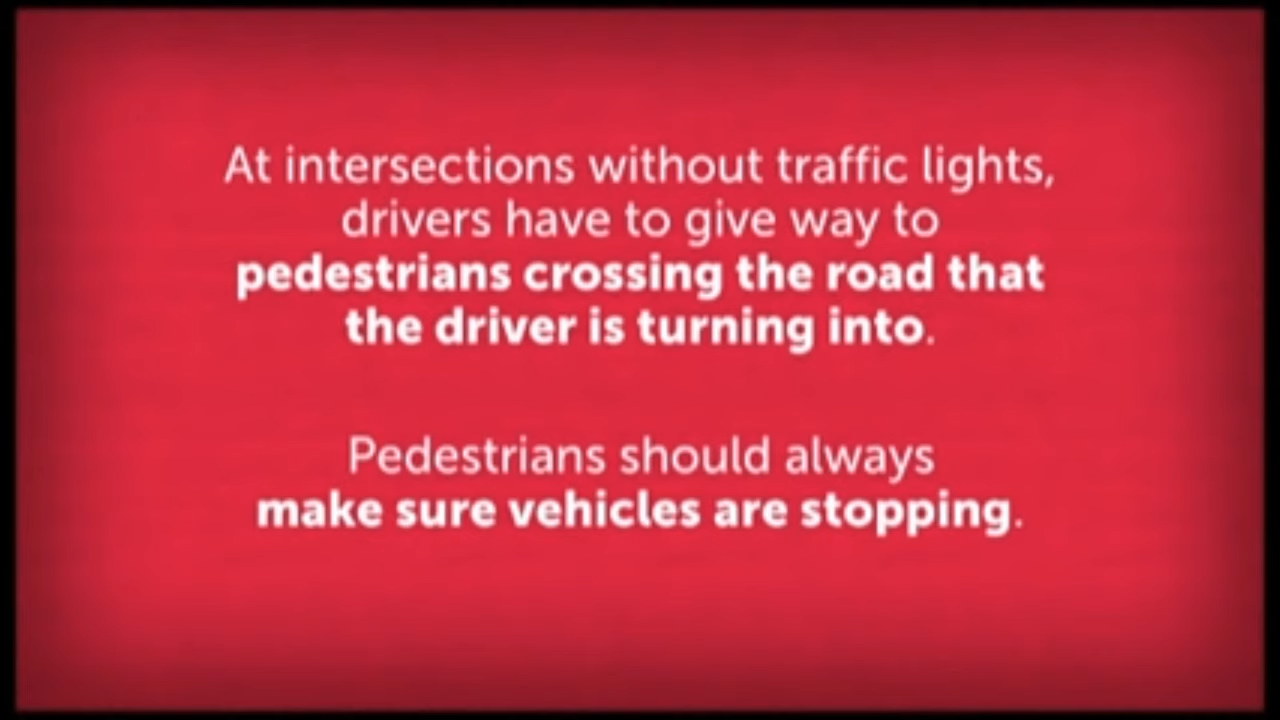 At intersections without traffic lights,
drivers have to give way to
pedestrians crossing the road that
the driver is turning into.
Pedestrians should always
make sure vehicles are stopping.